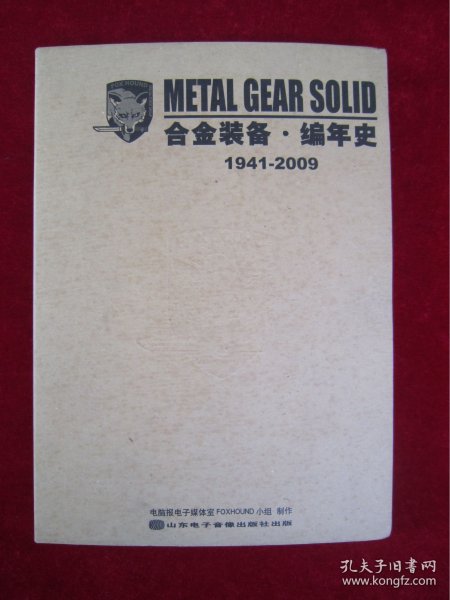 FOX HOUND
METAL GEAR SOLID
合金装备·编年史
1941-2009
电脑报电子媒体室FOXHOUND小组 制作
山东电子音像出版社出版
孔夫子旧书网
www.kongfz.com